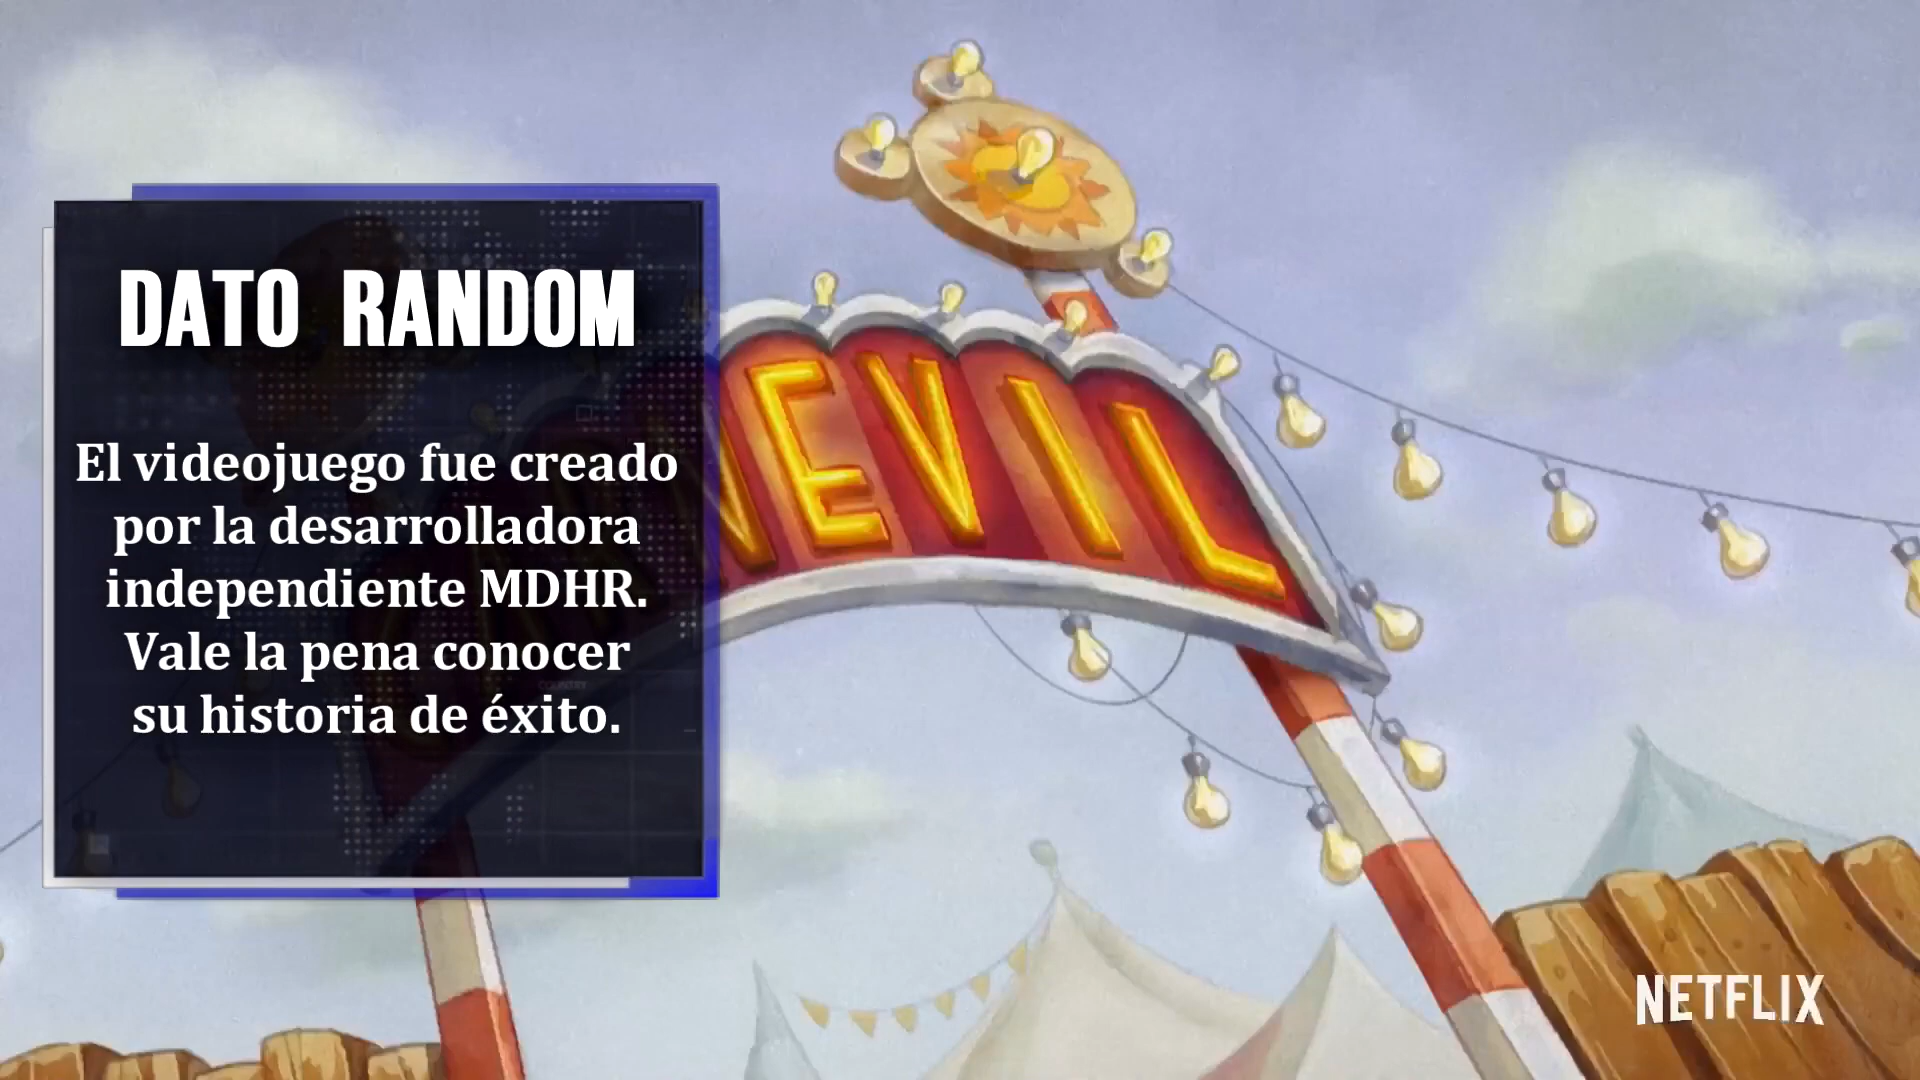 DATO RANDOM
El videojuego fue creado
por la desarrolladora
independiente MDHR.
Vale la pena conocer
su historia de éxito.
NEVIL
NETFLIX